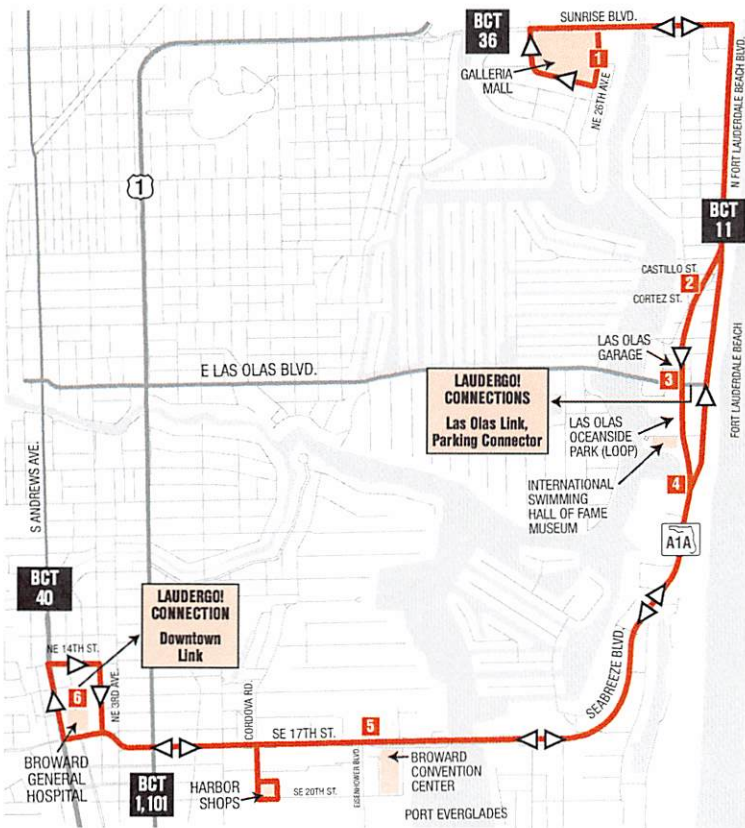 BCT
36
SUNRISE BLVD.
1
GALLERIA
MALL
NE 26TH AVE
N FORT LAUDERDALE BEACH BLVD.
1
BCT
11
CASTILLO ST.
2
CORTEZ ST.
LAS OLAS
GARAGE
E LAS OLAS BLVD.
3
LAUDERGO!
CONNECTIONS
Las Olas Link,
Parking Connector
FORT LAUDERDALE BEACH
LAS OLAS
OCEANSIDE
PARK (LOOP)
S ANDREWS AVE.
INTERNATIONAL
SWIMMING
HALL OF FAME
MUSEUM
4
A1A
BCT
40
LAUDERGO!
CONNECTION
Downtown
Link
NE 14TH ST.
6
NE 3RD AVE.
CORDOVA RD.
SEABREEZE BLVD.
SE 17TH ST.
5
BROWARD
GENERAL
HOSPITAL
BCT
1,101
HARBOR
SHOPS
SE 20TH ST.
EISENHOWER BLVD.
BROWARD
CONVENTION
CENTER
PORT EVERGLADES